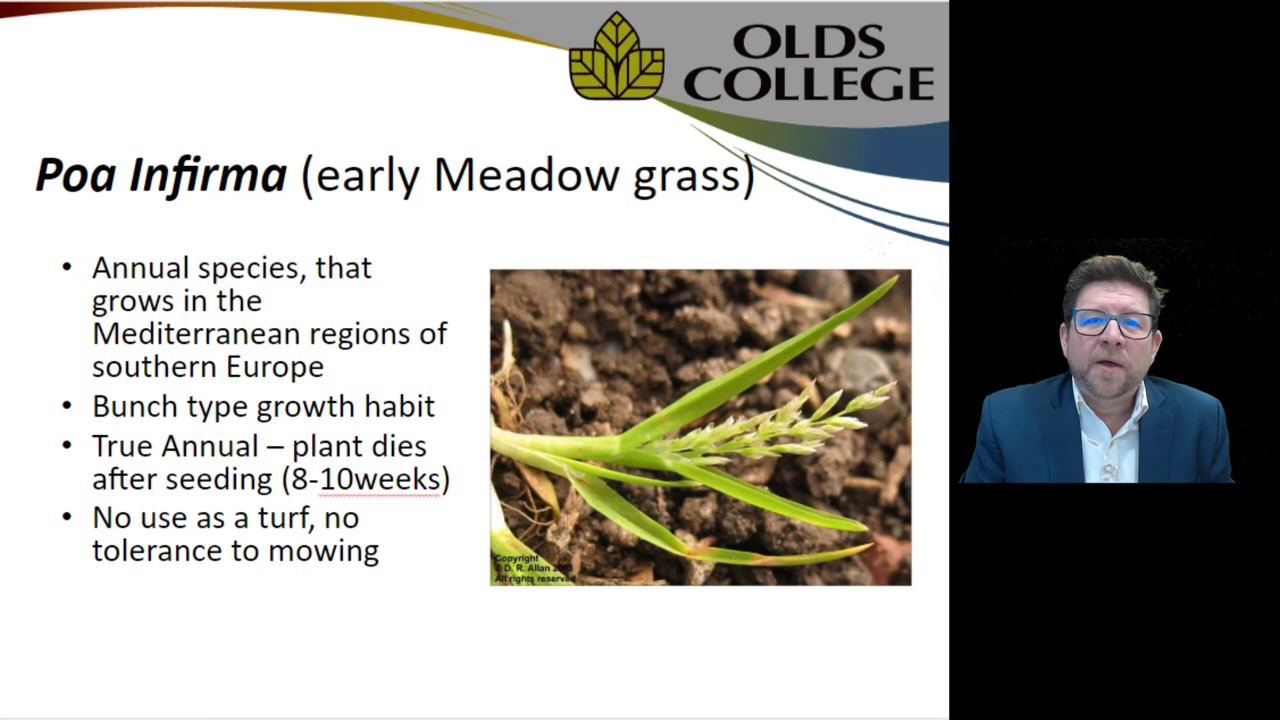 OLDS
COLLEGE
Poa Infirma (early Meadow grass)
• Annual species, that
grows in the
Mediterranean regions of
southern Europe
• Bunch type growth habit
• True Annual – plant dies
after seeding (8-10weeks)
• No use as a turf, no
tolerance to mowing
Copyright
© D. R. Allan
All rights reserved